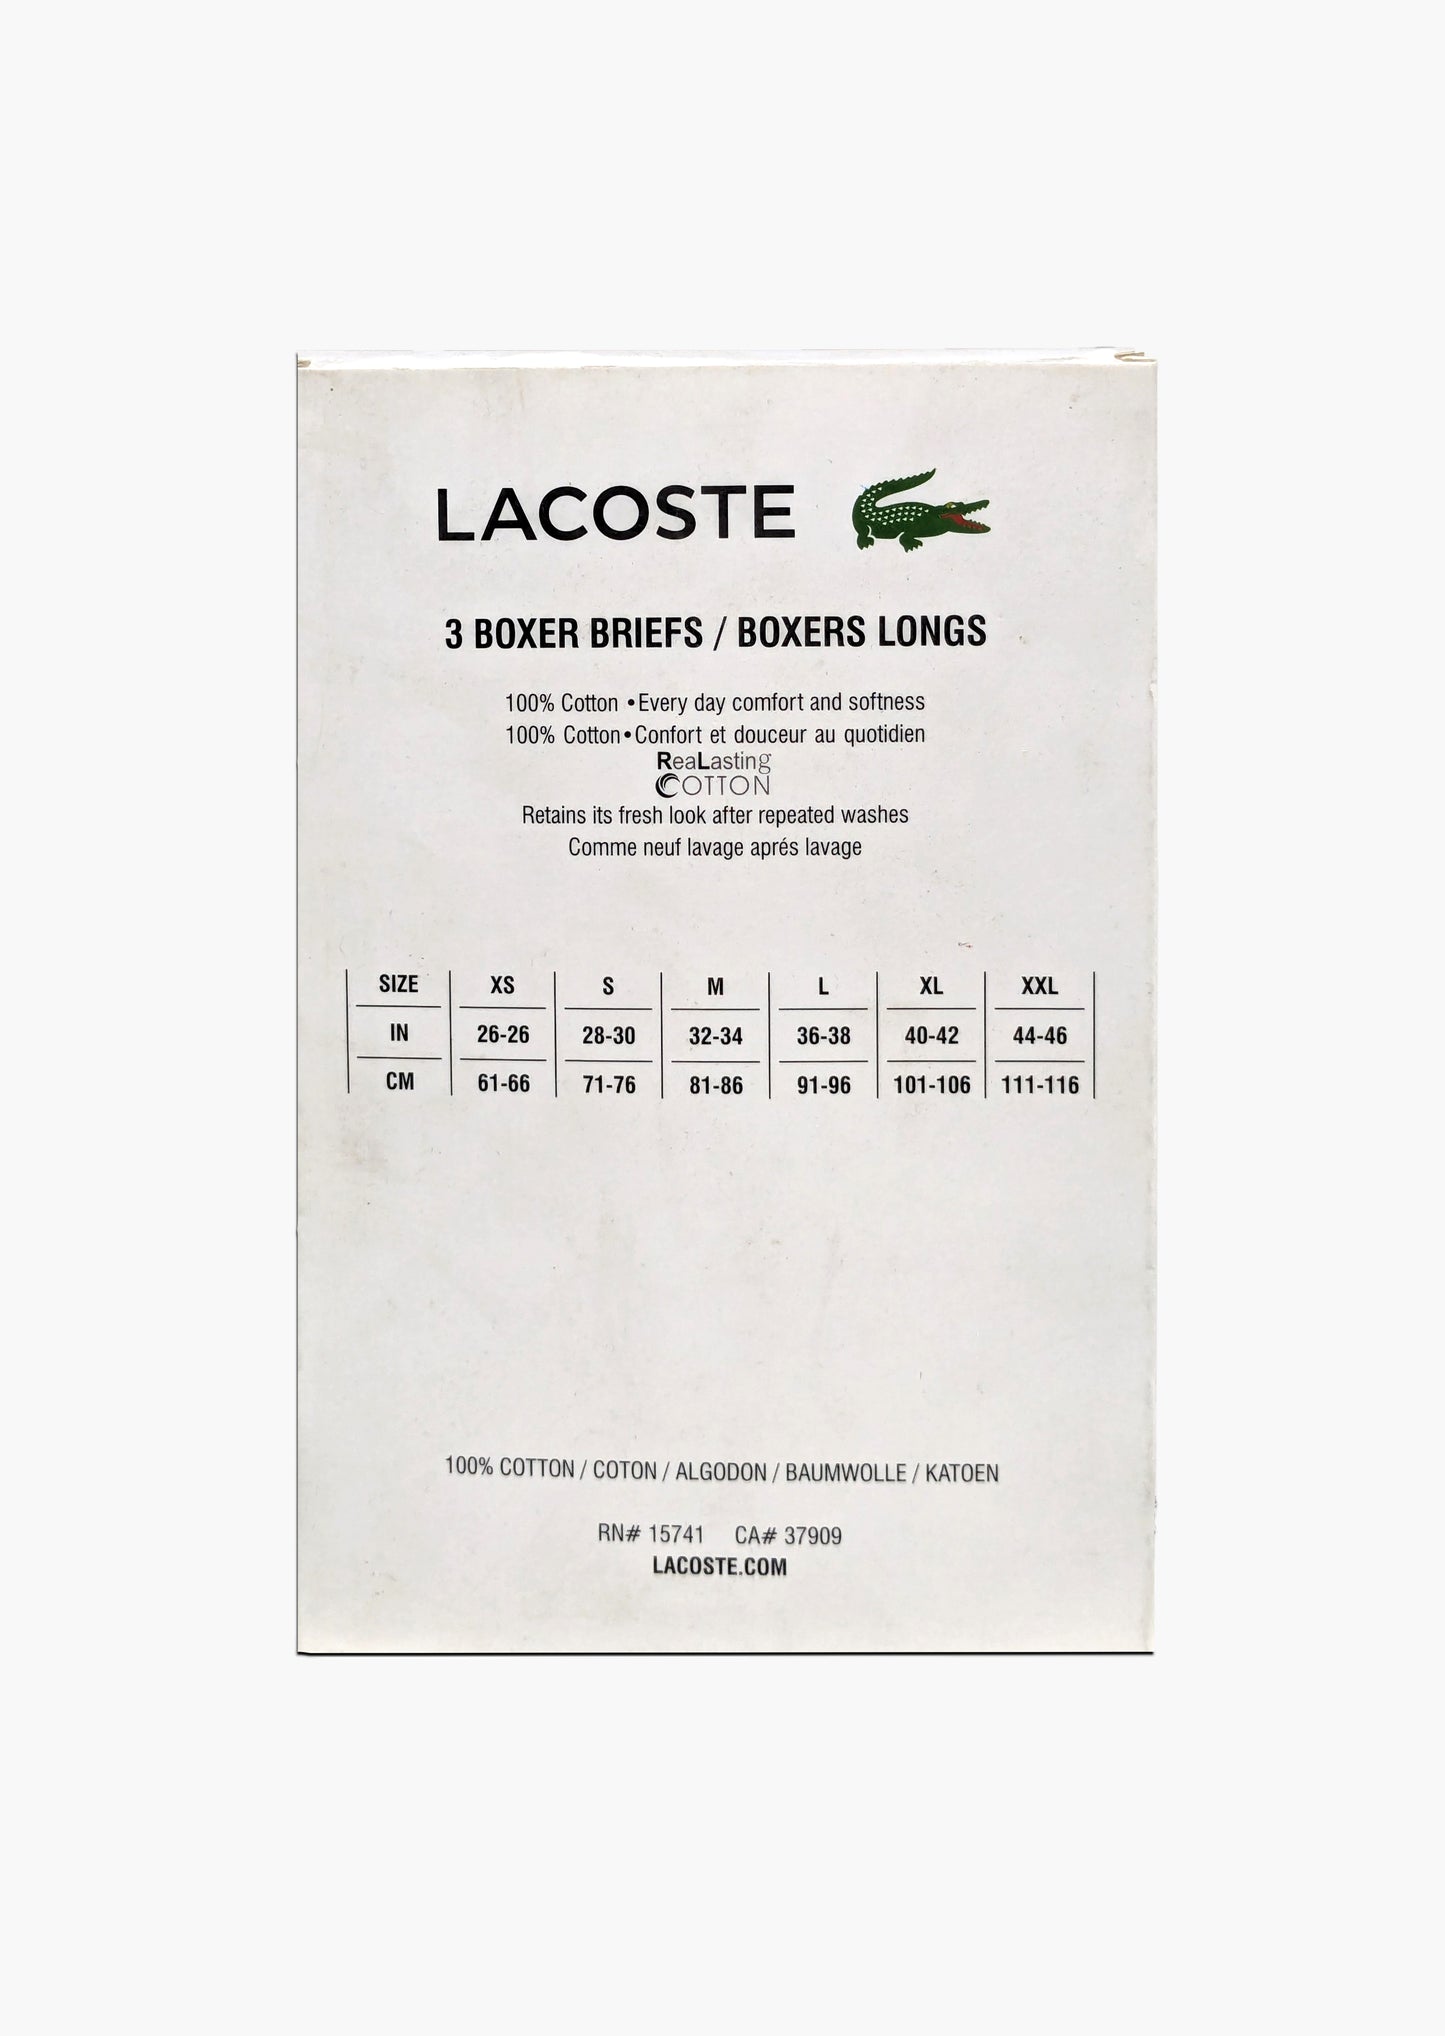 LACOSTE
3 BOXER BRIEFS / BOXERS LONGS
100% Cotton •Every day comfort and softness
100% Cotton•Confort et douceur au quotidien
ReaLasting
COTTON
Retains its fresh look after repeated washes
Comme neuf lavage aprés lavage
SIZE XS S M L XL XXL
IN 26-26 28-30 32-34 36-38 40-42 44-46
CM 61-66 71-76 81-86 91-96 101-106 111-116
100% COTTON / COTON / ALGODON / BAUMWOLLE / KATOEN
RN# 15741 CA# 37909
LACOSTE.COM